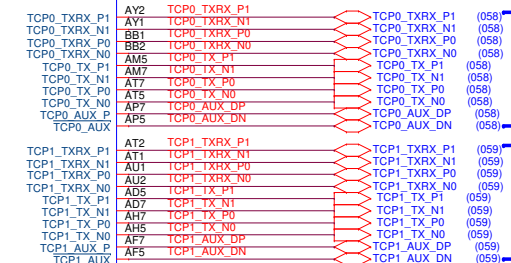 TCP0_TXRX_P1 AY2 TCP0_TXRX_P1 TCP0_TXRX_P1 (058)
TCP0_TXRX_N1 AY1 TCP0_TXRX_N1 TCP0_TXRX_N1 (058)
TCP0_TXRX_P0 BB1 TCP0_TXRX_P0 TCP0_TXRX_P0 (058)
TCP0_TXRX_N0 BB2 TCP0_TXRX_N0 TCP0_TXRX_N0 (058)
TCP0_TX_P1 AM5 TCP0_TX_P1 TCP0_TX_P1 (058)
TCP0_TX_N1 AM7 TCP0_TX_N1 TCP0_TX_N1 (058)
TCP0_TX_P0 AT7 TCP0_TX_P0 TCP0_TX_P0 (058)
TCP0_TX_N0 AT5 TCP0_TX_N0 TCP0_TX_N0 (058)
TCP0_AUX_P AP7 TCP0_AUX_DP TCP0_AUX_DP (058)
TCP0_AUX AP5 TCP0_AUX_DN TCP0_AUX_DN (058)
TCP1_TXRX_P1 AT2 TCP1_TXRX_P1 TCP1_TXRX_P1 (059)
TCP1_TXRX_N1 AT1 TCP1_TXRX_N1 TCP1_TXRX_N1 (059)
TCP1_TXRX_P0 AU1 TCP1_TXRX_P0 TCP1_TXRX_P0 (059)
TCP1_TXRX_N0 AU2 TCP1_TXRX_N0 TCP1_TXRX_N0 (059)
TCP1_TX_P1 AD5 TCP1_TX_P1 TCP1_TX_P1 (059)
TCP1_TX_N1 AD7 TCP1_TX_N1 TCP1_TX_N1 (059)
TCP1_TX_P0 AH7 TCP1_TX_P0 TCP1_TX_P0 (059)
TCP1_TX_N0 AH5 TCP1_TX_N0 TCP1_TX_N0 (059)
TCP1_AUX_P AF7 TCP1_AUX_DP TCP1_AUX_DP (059)
TCP1_AUX AF5 TCP1_AUX_DN TCP1_AUX_DN (059)